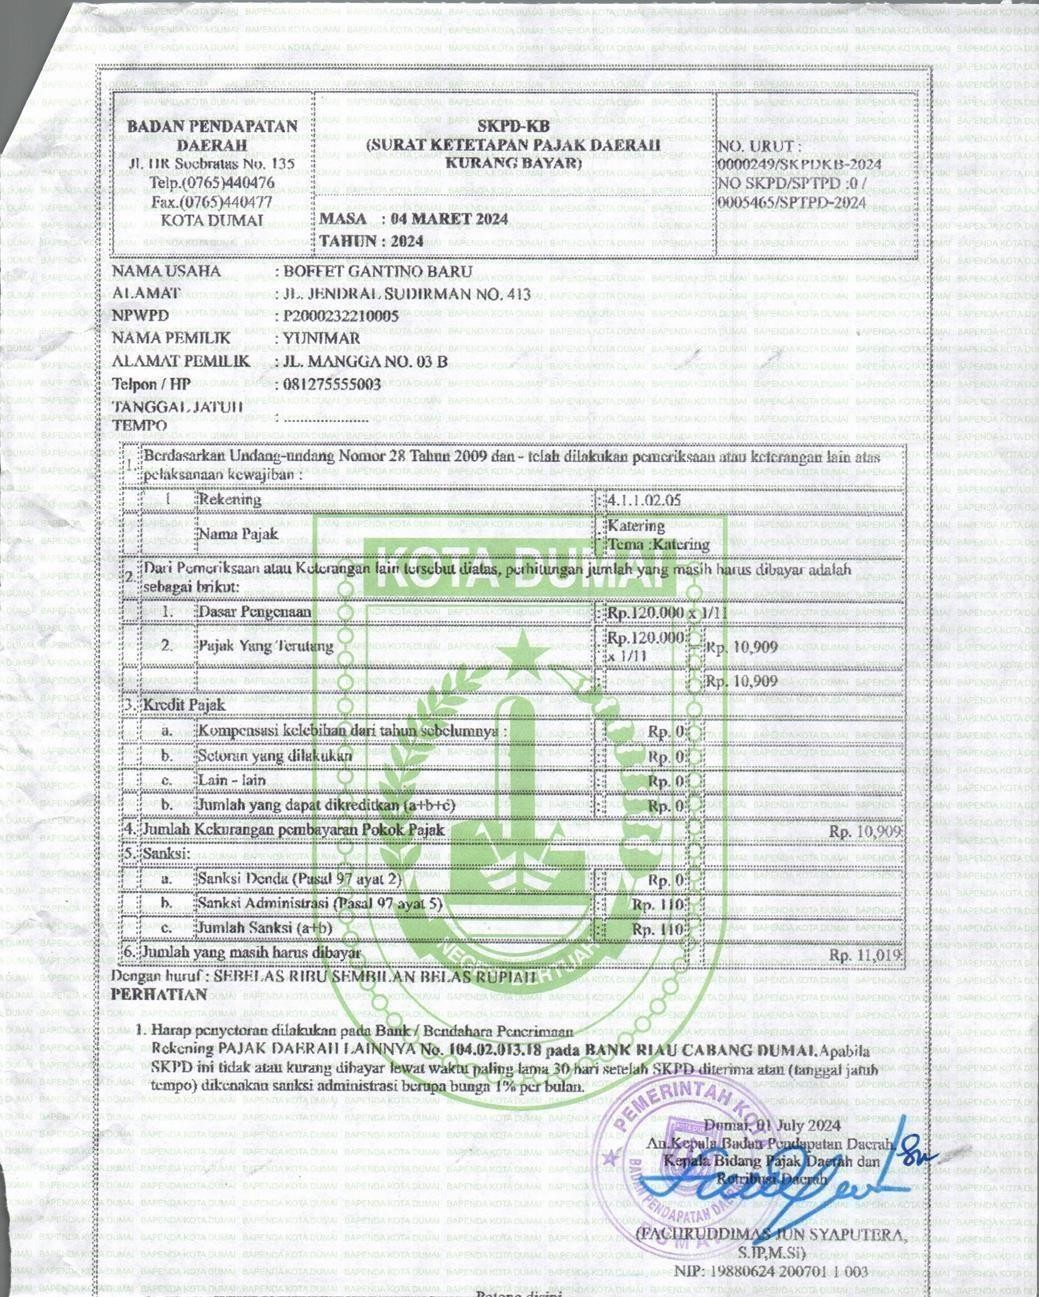 BADAN PENDAPATAN
DAERAH
Jl. HR Soebratas No. 135
Telp.(0765)440476
Fax.(0765)440477
KOTA DUMAI
SKPD-KB
(SURAT KETETAPAN PAJAK DAERAH
KURANG BAYAR)
MASA : 04 MARET 2024
TAHUN : 2024
NO. URUT :
0000249/SKPDKB-2024
NO SKPD/SPTPD :0 /
0005465/SPTPD-2024
NAMA USAHA : BOFFET GANTINO BARU
ALAMAT : JL. JENDRAL SUDIRMAN NO. 413
NPWPD : P2000232210005
NAMA PEMILIK : YUNIMAR
ALAMAT PEMILIK : JL. MANGGA NO. 03 B
Telpon / HP : 081275555003
TANGGAL JATUH
TEMPO : .....................
1. Berdasarkan Undang-undang Nomor 28 Tahun 2009 dan - telah dilakukan pemeriksaan atau keterangan lain atas
pelaksanaan kewajiban :
1 Rekening : 4.1.1.02.05
Nama Pajak : Katering
Tema :Katering
KOTA DUMAI
2. Dari Pemeriksaan atau Keterangan lain tersebut diatas, perhitungan jumlah yang masih harus dibayar adalah
sebagai brikut:
1. Dasar Pengenaan : Rp.120.000 x 1/11
2. Pajak Yang Terutang : Rp.120.000 x 1/11 = Rp. 10,909
: Rp. 10,909
3. Kredit Pajak
a. Kompensasi kelebihan dari tahun sebelumnya : : Rp. 0
b. Setoran yang dilakukan : Rp. 0
c. Lain - lain : Rp. 0
b. Jumlah yang dapat dikreditkan (a+b+c) : Rp. 0
4. Jumlah Kekurangan pembayaran Pokok Pajak Rp. 10,909
5. Sanksi:
a. Sanksi Denda (Pasal 97 ayat 2) : Rp. 0
b. Sanksi Administrasi (Pasal 97 ayat 5) : Rp. 110
c. Jumlah Sanksi (a+b) : Rp. 110
6. Jumlah yang masih harus dibayar Rp. 11,019
Dengan huruf : SEBELAS RIBU SEMBILAN BELAS RUPIAH
PERHATIAN
1. Harap penyetoran dilakukan pada Bank / Bendahara Penerimaan
Rekening PAJAK DAERAH LAINNYA No. 104.02.013.18 pada BANK RIAU CABANG DUMAI.Apabila
SKPD ini tidak atau kurang dibayar lewat waktu paling lama 30 hari setelah SKPD diterima atau (tanggal jatuh
tempo) dikenakan sanksi administrasi berupa bunga 1% per bulan.
Dumai, 01 July 2024
An.Kepala Badan Pendapatan Daerah
Kepala Bidang Pajak Daerah dan
Retribusi Daerah
PEMERINTAH KOTA
BADAN PENDAPATAN DAERAH
DUMAI
(FACHRUDDIMAS JUN SYAPUTERA,
S.IP,M.Si)
NIP: 19880624 200701 1 003
Potong disini